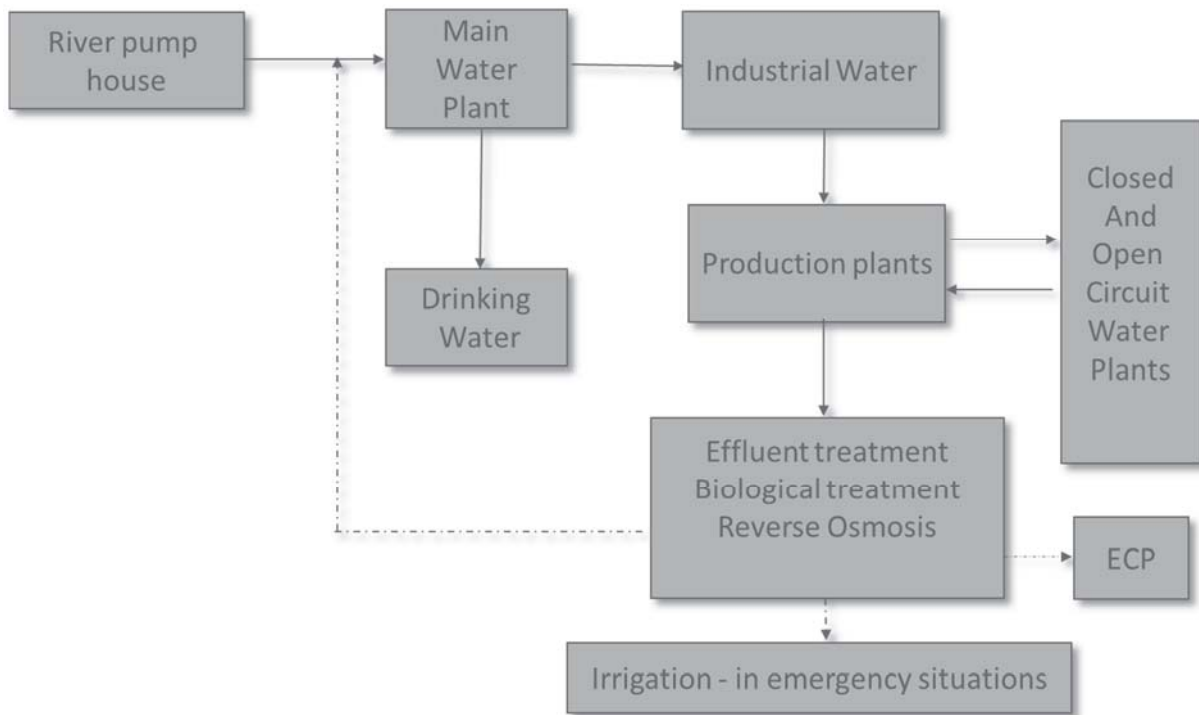 River pump
house
Main
Water
Plant
Industrial Water
Closed
And
Open
Circuit
Water
Plants
Production plants
Drinking
Water
Effluent treatment
Biological treatment
Reverse Osmosis
ECP
Irrigation - in emergency situations